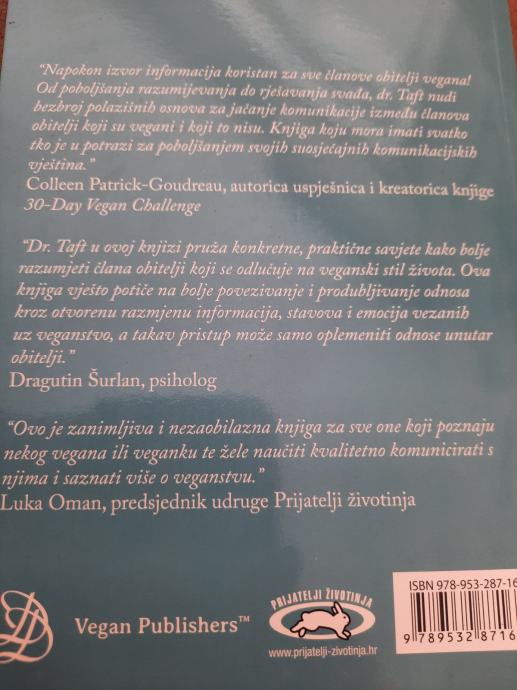 “Napokon izvor informacija koristan za sve članove obitelji vegana!
Od poboljšanja razumijevanja do rješavanja svađa, dr. Taft nudi
bezbroj polazišnih osnova za jačanje komunikacije između članova
obitelji koji su vegani i koji to nisu. Knjiga koju mora imati svatko
tko je u potrazi za poboljšanjem svojih suosjećajnih komunikacijskih
vještina.”
Colleen Patrick-Goudreau, autorica uspješnica i kreatorica knjige
30-Day Vegan Challenge
“Dr. Taft u ovoj knjizi pruža konkretne, praktične savjete kako bolje
razumjeti člana obitelji koji se odlučuje na veganski stil života. Ova
knjiga vješto potiče na bolje povezivanje i produbljivanje odnosa
kroz otvorenu razmjenu informacija, stavova i emocija vezanih
uz veganstvo, a takav pristup može samo oplemeniti odnose unutar
obitelji.”
Dragutin Šurlan, psiholog
“Ovo je zanimljiva i nezaobilazna knjiga za sve one koji poznaju
nekog vegana ili veganku te žele naučiti kvalitetno komunicirati s
njima i saznati više o veganstvu.”
Luka Oman, predsjednik udruge Prijatelji životinja
Vegan Publishers™
PRIJATELJI ŽIVOTINJA
www.prijatelji-zivotinja.hr
ISBN 978-953-287-16
9 789532 8716